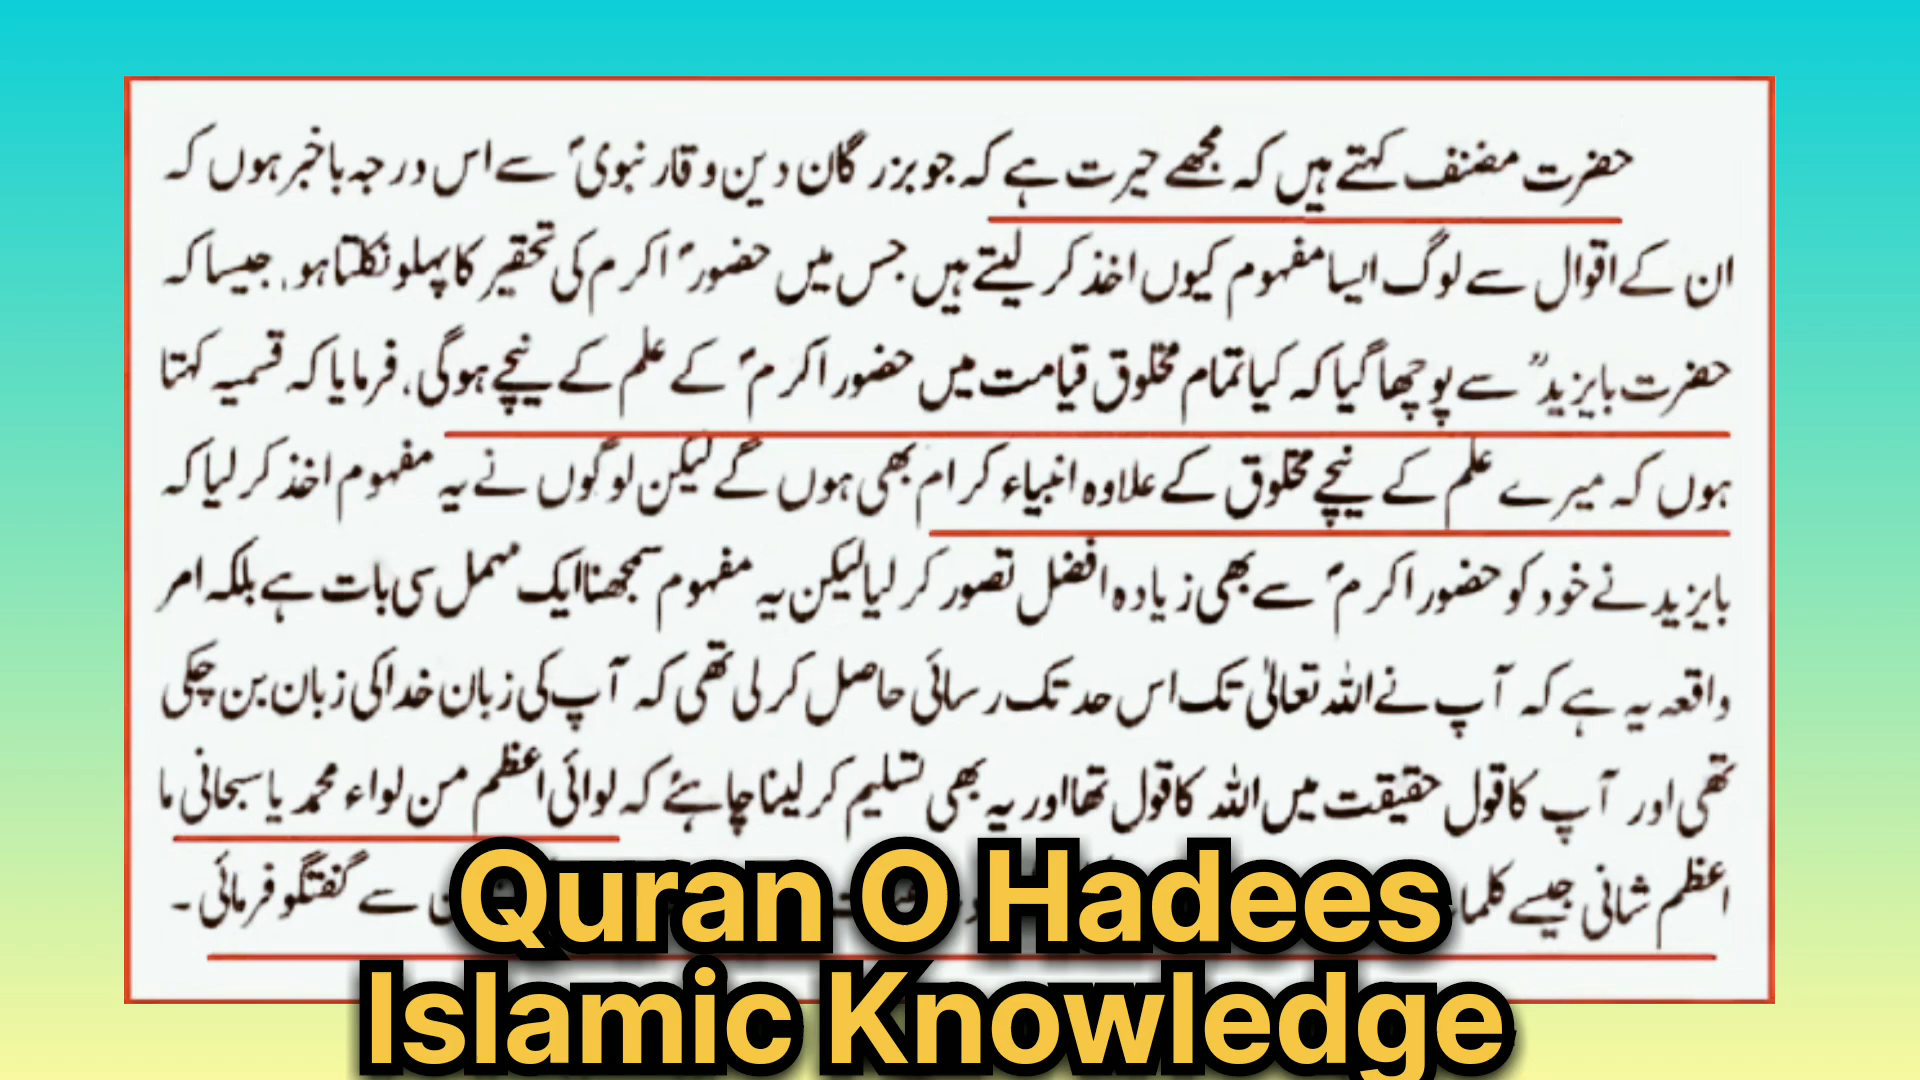 حضرت مصنف کہتے ہیں کہ مجھے حیرت ہے کہ جو بزرگان دین وقار نبویؐ سے اس درجہ باخبر ہوں کہ
ان کے اقوال سے لوگ ایسا مفہوم کیوں اخذ کر لیتے ہیں جس میں حضورؐ اکرم کی تحقیر کا پہلو نکلتا ہو، جیسا کہ
حضرت بایزیدؒ سے پوچھا گیا کہ کیا تمام مخلوق قیامت میں حضور اکرمؐ کے علم کے نیچے ہوگی، فرمایا کہ قسمیہ کہتا
ہوں کہ میرے علم کے نیچے مخلوق کے علاوہ انبیاء کرام بھی ہوں گے لیکن لوگوں نے یہ مفہوم اخذ کر لیا کہ
بایزید نے خود کو حضور اکرمؐ سے بھی زیادہ افضل تصور کر لیا لیکن یہ مفہوم سمجھنا ایک مہمل سی بات ہے بلکہ امر
واقعہ یہ ہے کہ آپ نے اللہ تعالیٰ تک اس حد تک رسائی حاصل کر لی تھی کہ آپ کی زبان خدا کی زبان بن چکی
تھی اور آپ کا قول حقیقت میں اللہ کا قول تھا اور یہ بھی تسلیم کر لینا چاہئے کہ لوائی اعظم من لواء محمد یا سبحانی ما
اعظم شانی جیسے سے گفتگو فرمائی۔
Quran O Hadees
Islamic Knowledge